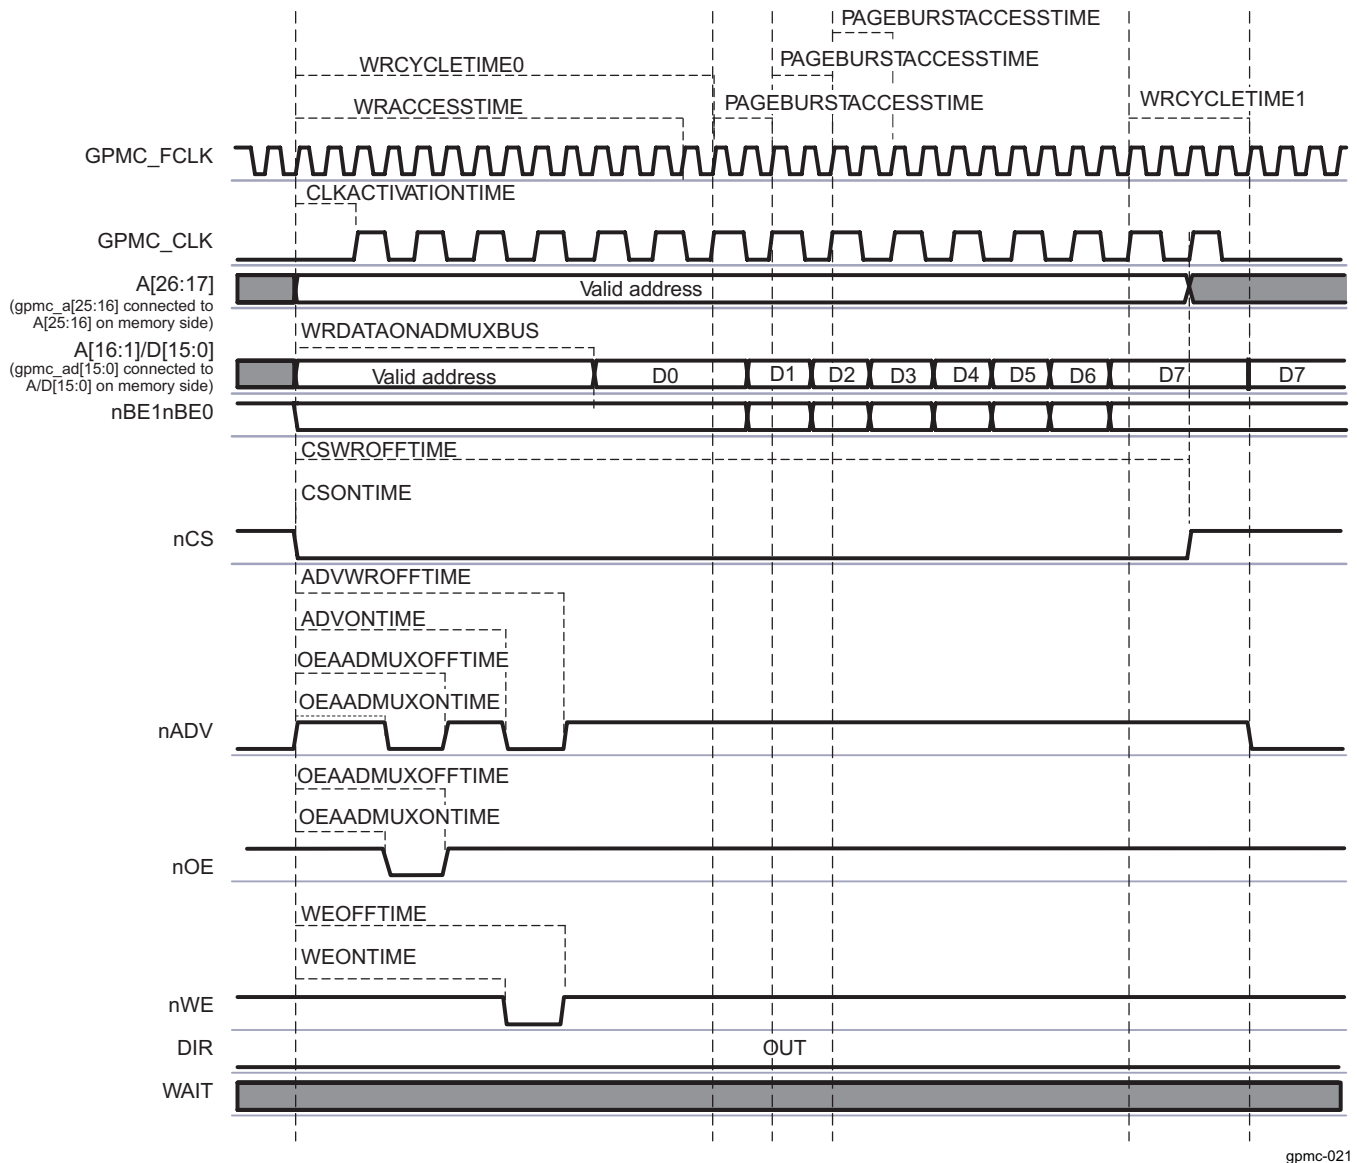 PAGEBURSTACCESSTIME
WRCYCLETIME0
PAGEBURSTACCESSTIME
WRACCESSTIME
PAGEBURSTACCESSTIME
WRCYCLETIME1
GPMC_FCLK
CLKACTIVATIONTIME
GPMC_CLK
A[26:17]
(gpmc_a[25:16] connected to
A[25:16] on memory side)
Valid address
WRDATAONADMUXBUS
A[16:1]/D[15:0]
(gpmc_ad[15:0] connected to
A/D[15:0] on memory side)
Valid address D0 D1 D2 D3 D4 D5 D6 D7 D7
nBE1nBE0
CSWROFFTIME
CSONTIME
nCS
ADVWROFFTIME
ADVONTIME
OEAADMUXOFFTIME
OEAADMUXONTIME
nADV
OEAADMUXOFFTIME
OEAADMUXONTIME
nOE
WEOFFTIME
WEONTIME
nWE
DIR OUT
WAIT
gpmc-021